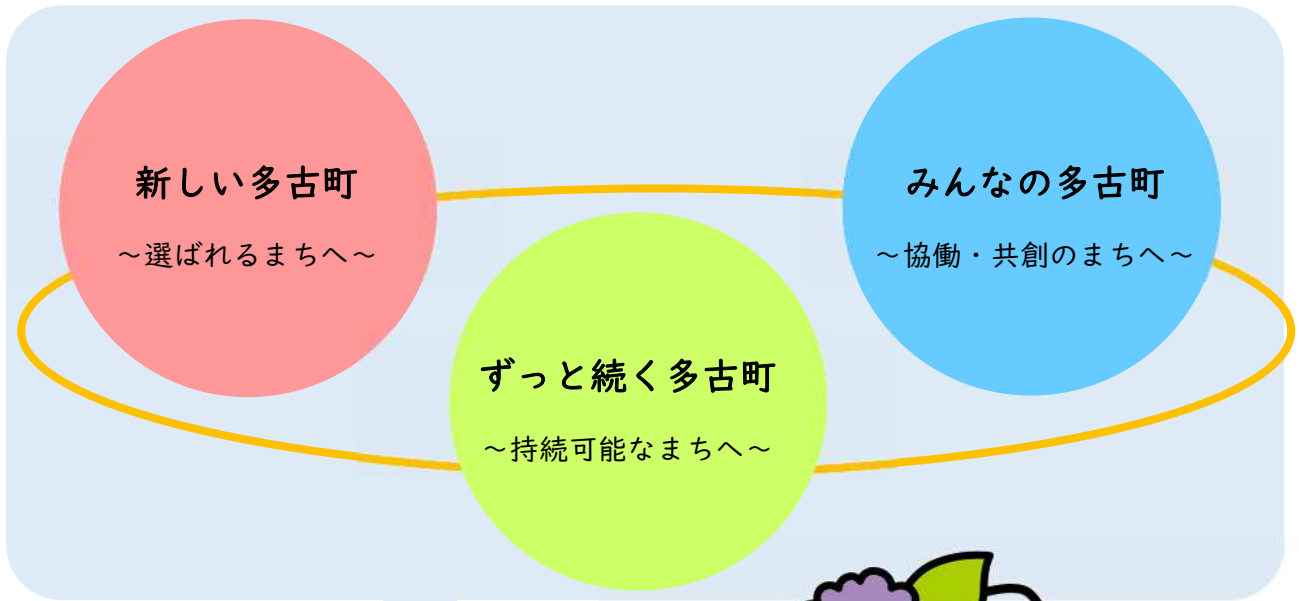 新しい多古町
～選ばれるまちへ～
みんなの多古町
～協働・共創のまちへ～
ずっと続く多古町
～持続可能なまちへ～